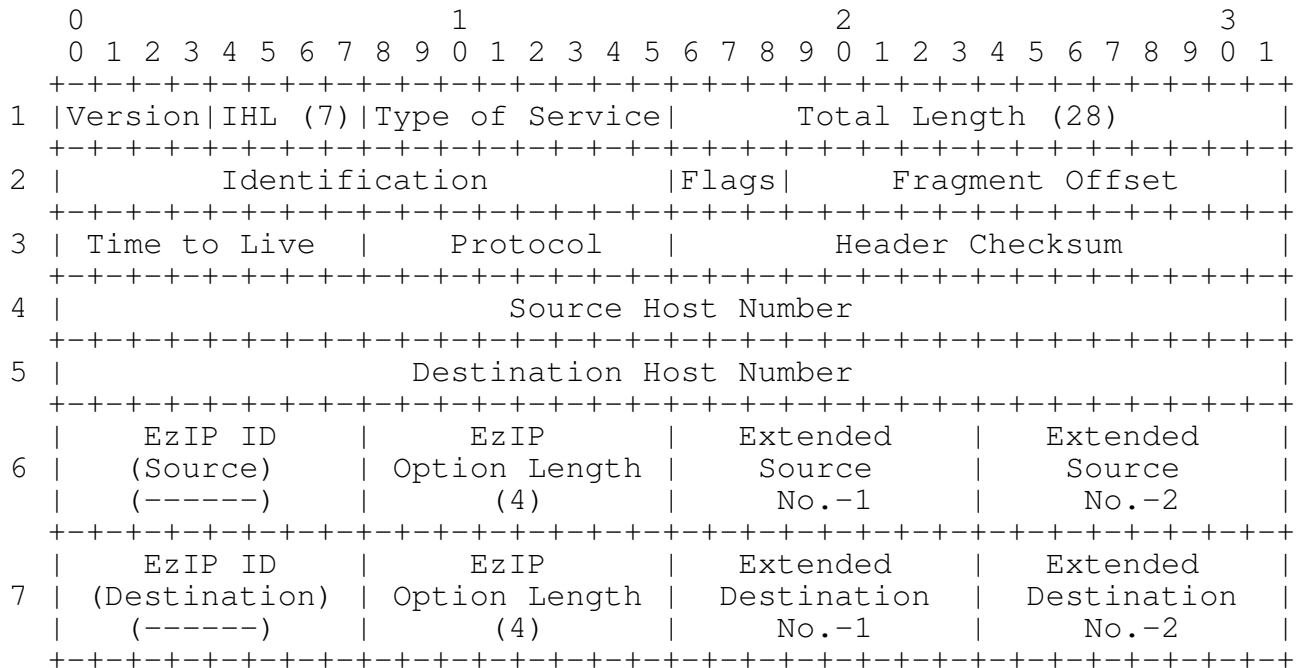 0                   1                   2                   3
0 1 2 3 4 5 6 7 8 9 0 1 2 3 4 5 6 7 8 9 0 1 2 3 4 5 6 7 8 9 0 1
+-+-+-+-+-+-+-+-+-+-+-+-+-+-+-+-+-+-+-+-+-+-+-+-+-+-+-+-+-+-+-+-+
1 |Version|IHL (7)|Type of Service|       Total Length (28)       |
+-+-+-+-+-+-+-+-+-+-+-+-+-+-+-+-+-+-+-+-+-+-+-+-+-+-+-+-+-+-+-+-+
2 |         Identification        |Flags|     Fragment Offset     |
+-+-+-+-+-+-+-+-+-+-+-+-+-+-+-+-+-+-+-+-+-+-+-+-+-+-+-+-+-+-+-+-+
3 | Time to Live  |    Protocol   |        Header Checksum        |
+-+-+-+-+-+-+-+-+-+-+-+-+-+-+-+-+-+-+-+-+-+-+-+-+-+-+-+-+-+-+-+-+
4 |                       Source Host Number                      |
+-+-+-+-+-+-+-+-+-+-+-+-+-+-+-+-+-+-+-+-+-+-+-+-+-+-+-+-+-+-+-+-+
5 |                  Destination Host Number                      |
+-+-+-+-+-+-+-+-+-+-+-+-+-+-+-+-+-+-+-+-+-+-+-+-+-+-+-+-+-+-+-+-+
|    EzIP ID    |     EzIP      |   Extended    |   Extended    |
6 |   (Source)    | Option Length |    Source     |    Source     |
|   (------)    |      (4)      |     No.-1     |     No.-2     |
+-+-+-+-+-+-+-+-+-+-+-+-+-+-+-+-+-+-+-+-+-+-+-+-+-+-+-+-+-+-+-+-+
|    EzIP ID    |     EzIP      |   Extended    |   Extended    |
7 | (Destination) | Option Length |  Destination  |  Destination  |
|   (------)    |      (4)      |     No.-1     |     No.-2     |
+-+-+-+-+-+-+-+-+-+-+-+-+-+-+-+-+-+-+-+-+-+-+-+-+-+-+-+-+-+-+-+-+